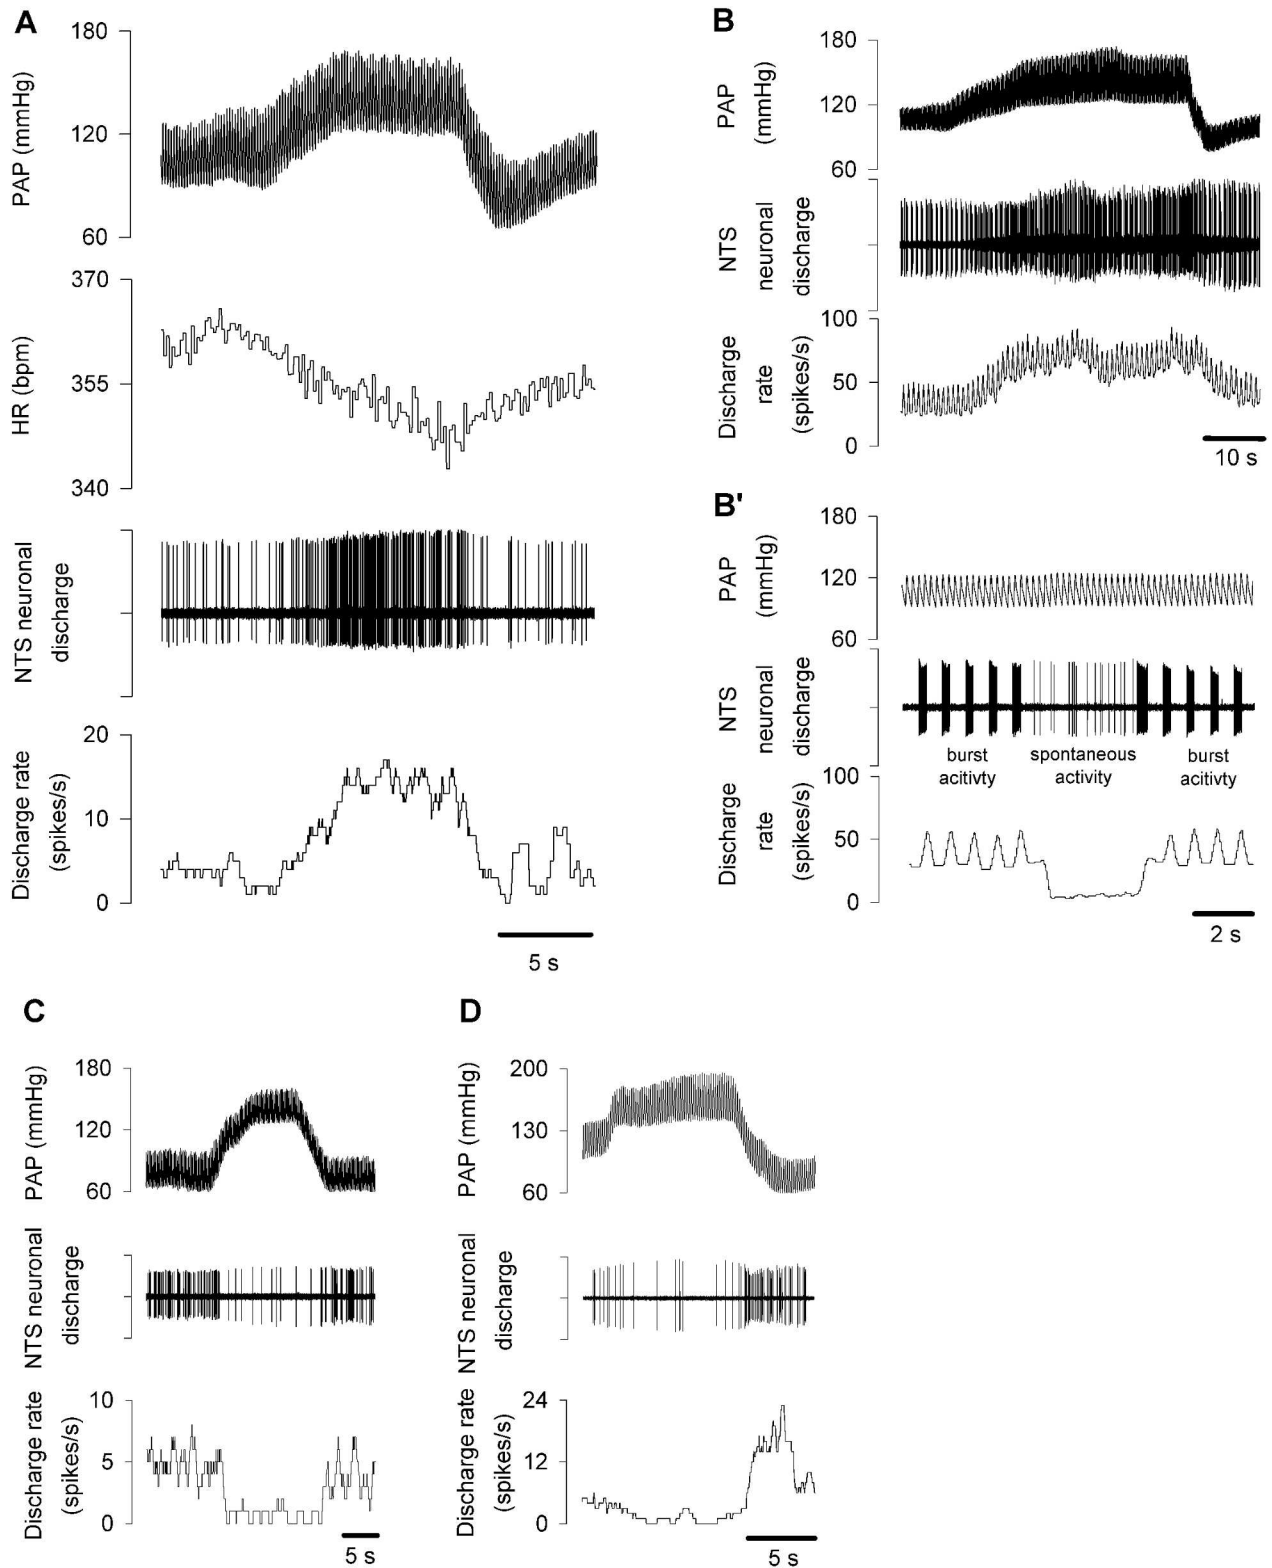 A
180
120
60
PAP (mmHg)
370
355
340
HR (bpm)
NTS neuronal
discharge
20
10
0
Discharge rate
(spikes/s)
5 s
B
180
120
60
PAP
(mmHg)
NTS
neuronal
discharge
100
50
0
Discharge
rate
(spikes/s)
10 s
B'
180
120
60
PAP
(mmHg)
NTS
neuronal
discharge
burst
acitivty
spontaneous
activity
burst
acitivty
100
50
0
Discharge
rate
(spikes/s)
2 s
C
180
120
60
PAP (mmHg)
NTS neuronal
discharge
10
5
0
Discharge rate
(spikes/s)
5 s
D
200
130
60
PAP (mmHg)
NTS neuronal
discharge
24
12
0
Discharge rate
(spikes/s)
5 s